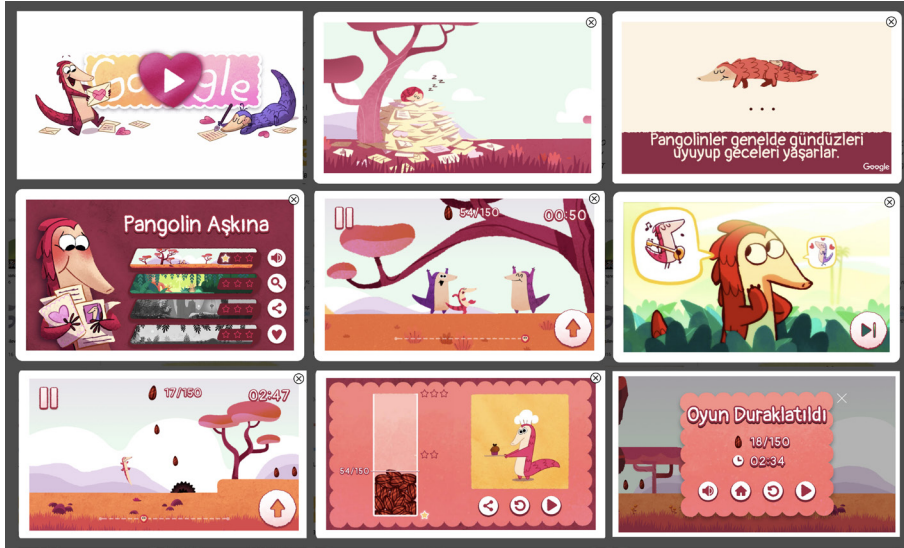 Google
zzz
...
Pangolinler genelde gündüzleri
uyuyup geceleri yaşarlar.
Google
Pangolin Aşkına
54/150
00:50
17/150
02:47
54/150
Oyun Duraklatıldı
18/150
02:34